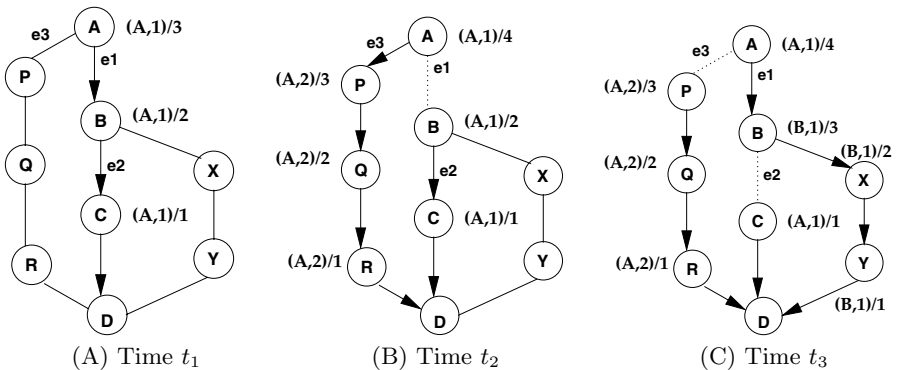 A (A,1)/3
e3
e1
P
B (A,1)/2
Q
e2
X
C (A,1)/1
R
Y
D
(A) Time t₁
A (A,1)/4
e3
e1
(A,2)/3 P
B (A,1)/2
(A,2)/2 Q
e2
X
C (A,1)/1
(A,2)/1 R
Y
D
(B) Time t₂
A (A,1)/4
e3
e1
(A,2)/3 P
B (B,1)/3
(B,1)/2
(A,2)/2 Q
e2
X
C (A,1)/1
(A,2)/1 R
Y
(B,1)/1
D
(C) Time t₃